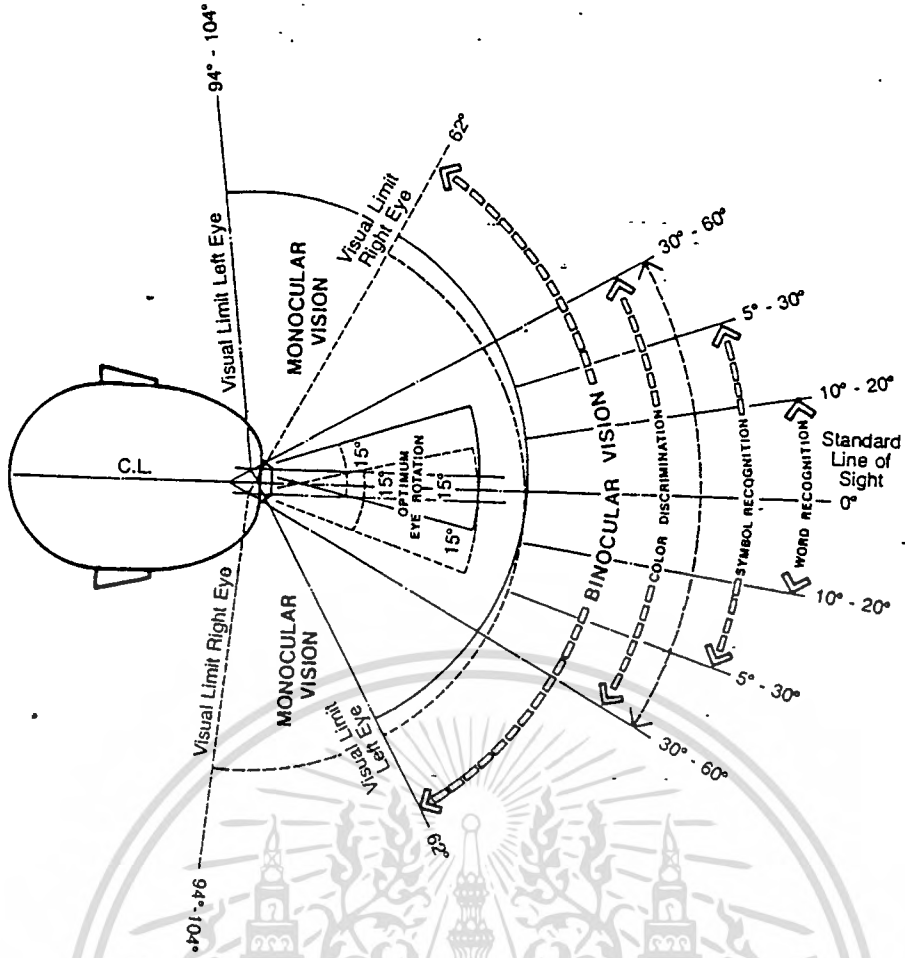 94° - 104°
Visual Limit Left Eye
MONOCULAR
VISION
Visual Limit
Right Eye
62°
C.L.
Visual Limit Right Eye
94°-104°
MONOCULAR
VISION
Visual Limit
Left Eye
62°
15°
15°
15°
15°
15°
OPTIMUM
EYE ROTATION
BINOCULAR VISION
COLOR DISCRIMINATION
SYMBOL RECOGNITION
WORD RECOGNITION
30° - 60°
5° - 30°
10° - 20°
Standard
Line of
Sight
0°
10° - 20°
5° - 30°
30° - 60°